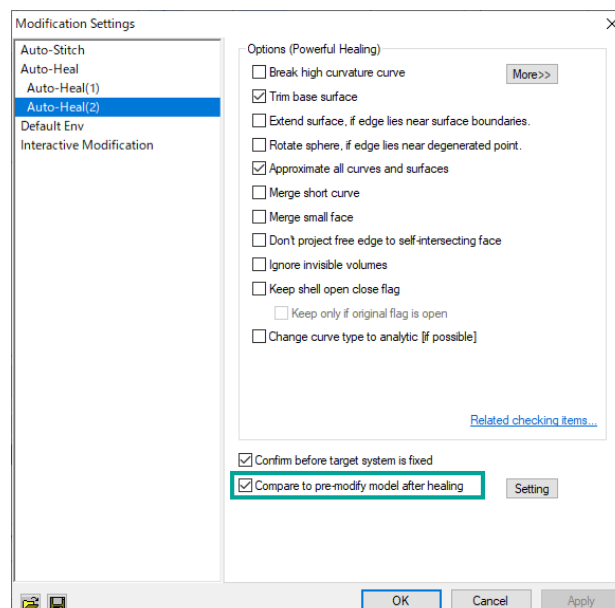 Modification Settings
Auto-Stitch
Auto-Heal
Auto-Heal(1)
Auto-Heal(2)
Default Env
Interactive Modification
Options (Powerful Healing)
Break high curvature curve
More>>
Trim base surface
Extend surface, if edge lies near surface boundaries.
Rotate sphere, if edge lies near degenerated point.
Approximate all curves and surfaces
Merge short curve
Merge small face
Don't project free edge to self-intersecting face
Ignore invisible volumes
Keep shell open close flag
Keep only if original flag is open
Change curve type to analytic [if possible]
Related checking items...
Confirm before target system is fixed
Compare to pre-modify model after healing
Setting
OK
Cancel
Apply